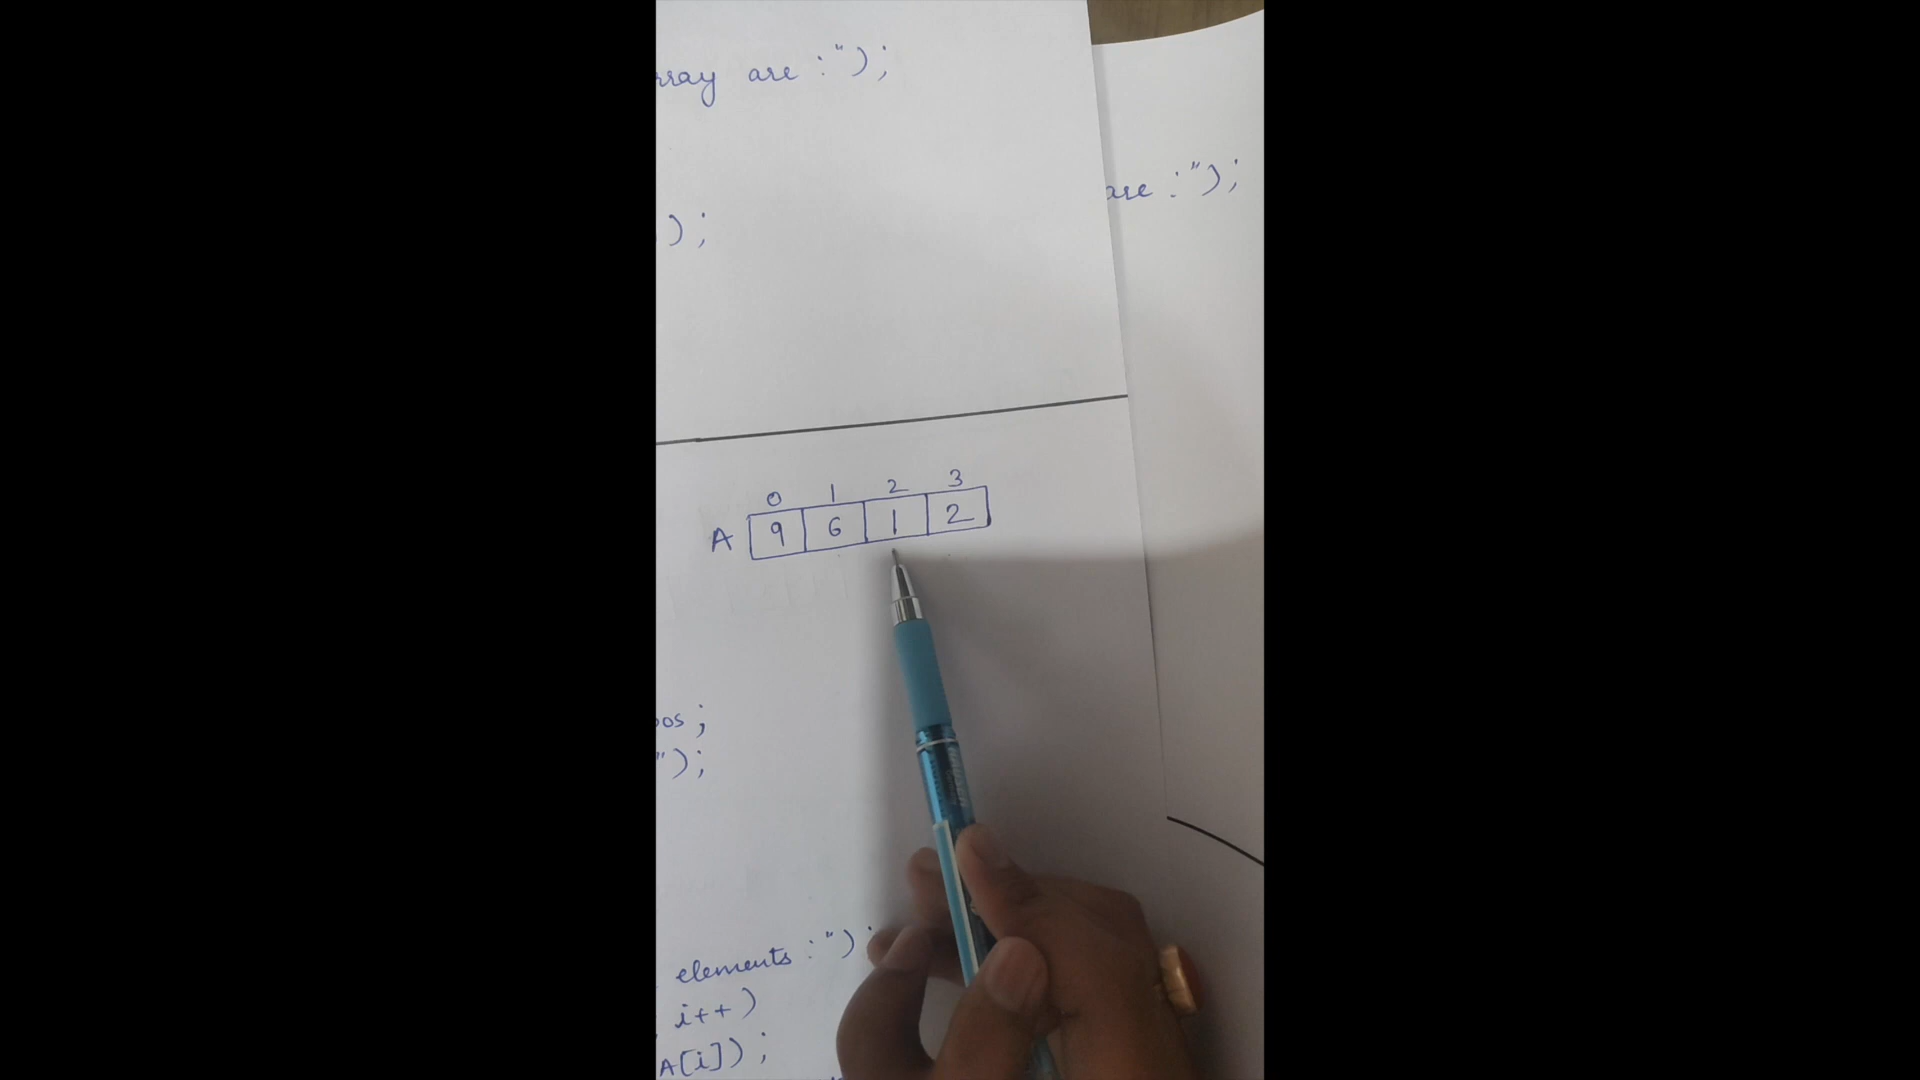 rray are :");
are :");
);
0 1 2 3
A 9 6 1 2
pos ;
");
elements :");
i++)
A[i]);